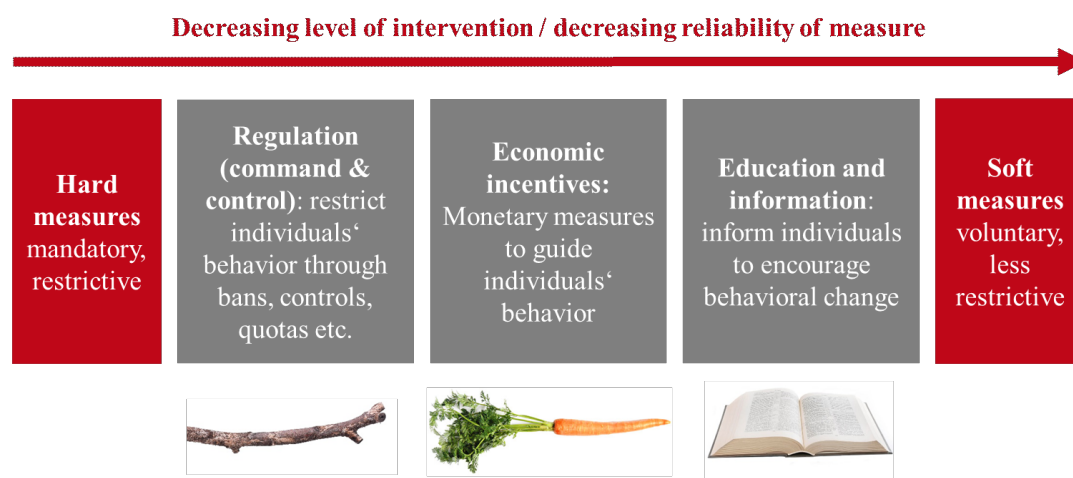 Decreasing level of intervention / decreasing reliability of measure
Hard
measures
mandatory,
restrictive
Regulation
(command &
control): restrict
individuals‘
behavior through
bans, controls,
quotas etc.
Economic
incentives:
Monetary measures
to guide
individuals‘
behavior
Education and
information:
inform individuals
to encourage
behavioral change
Soft
measures
voluntary,
less
restrictive